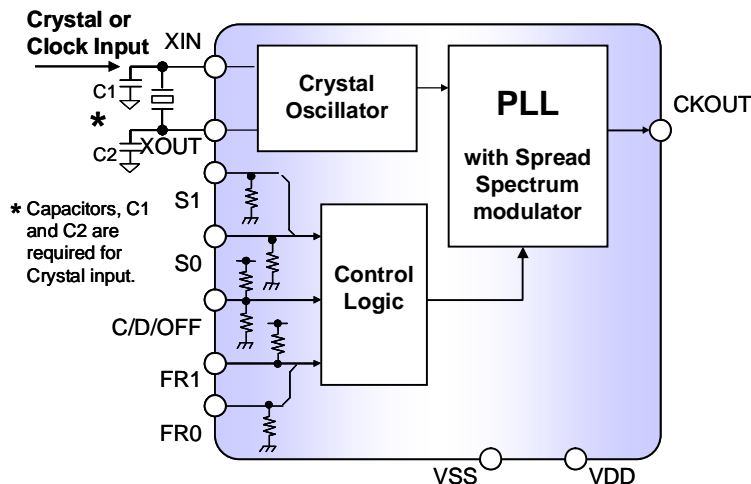 Crystal or
Clock Input
XIN
C1
*
C2
XOUT
Crystal
Oscillator
PLL
with Spread
Spectrum
modulator
CKOUT
S1
* Capacitors, C1
and C2 are
required for
Crystal input.
S0
Control
Logic
C/D/OFF
FR1
FR0
VSS
VDD